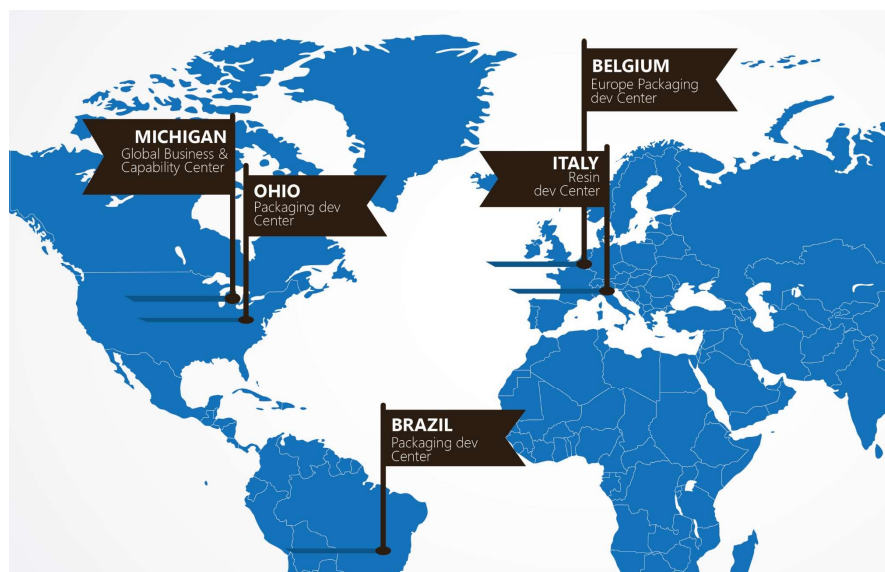 BELGIUM
Europe Packaging
dev Center
MICHIGAN
Global Business &
Capability Center
ITALY
Resin
dev Center
OHIO
Packaging dev
Center
BRAZIL
Packaging dev
Center